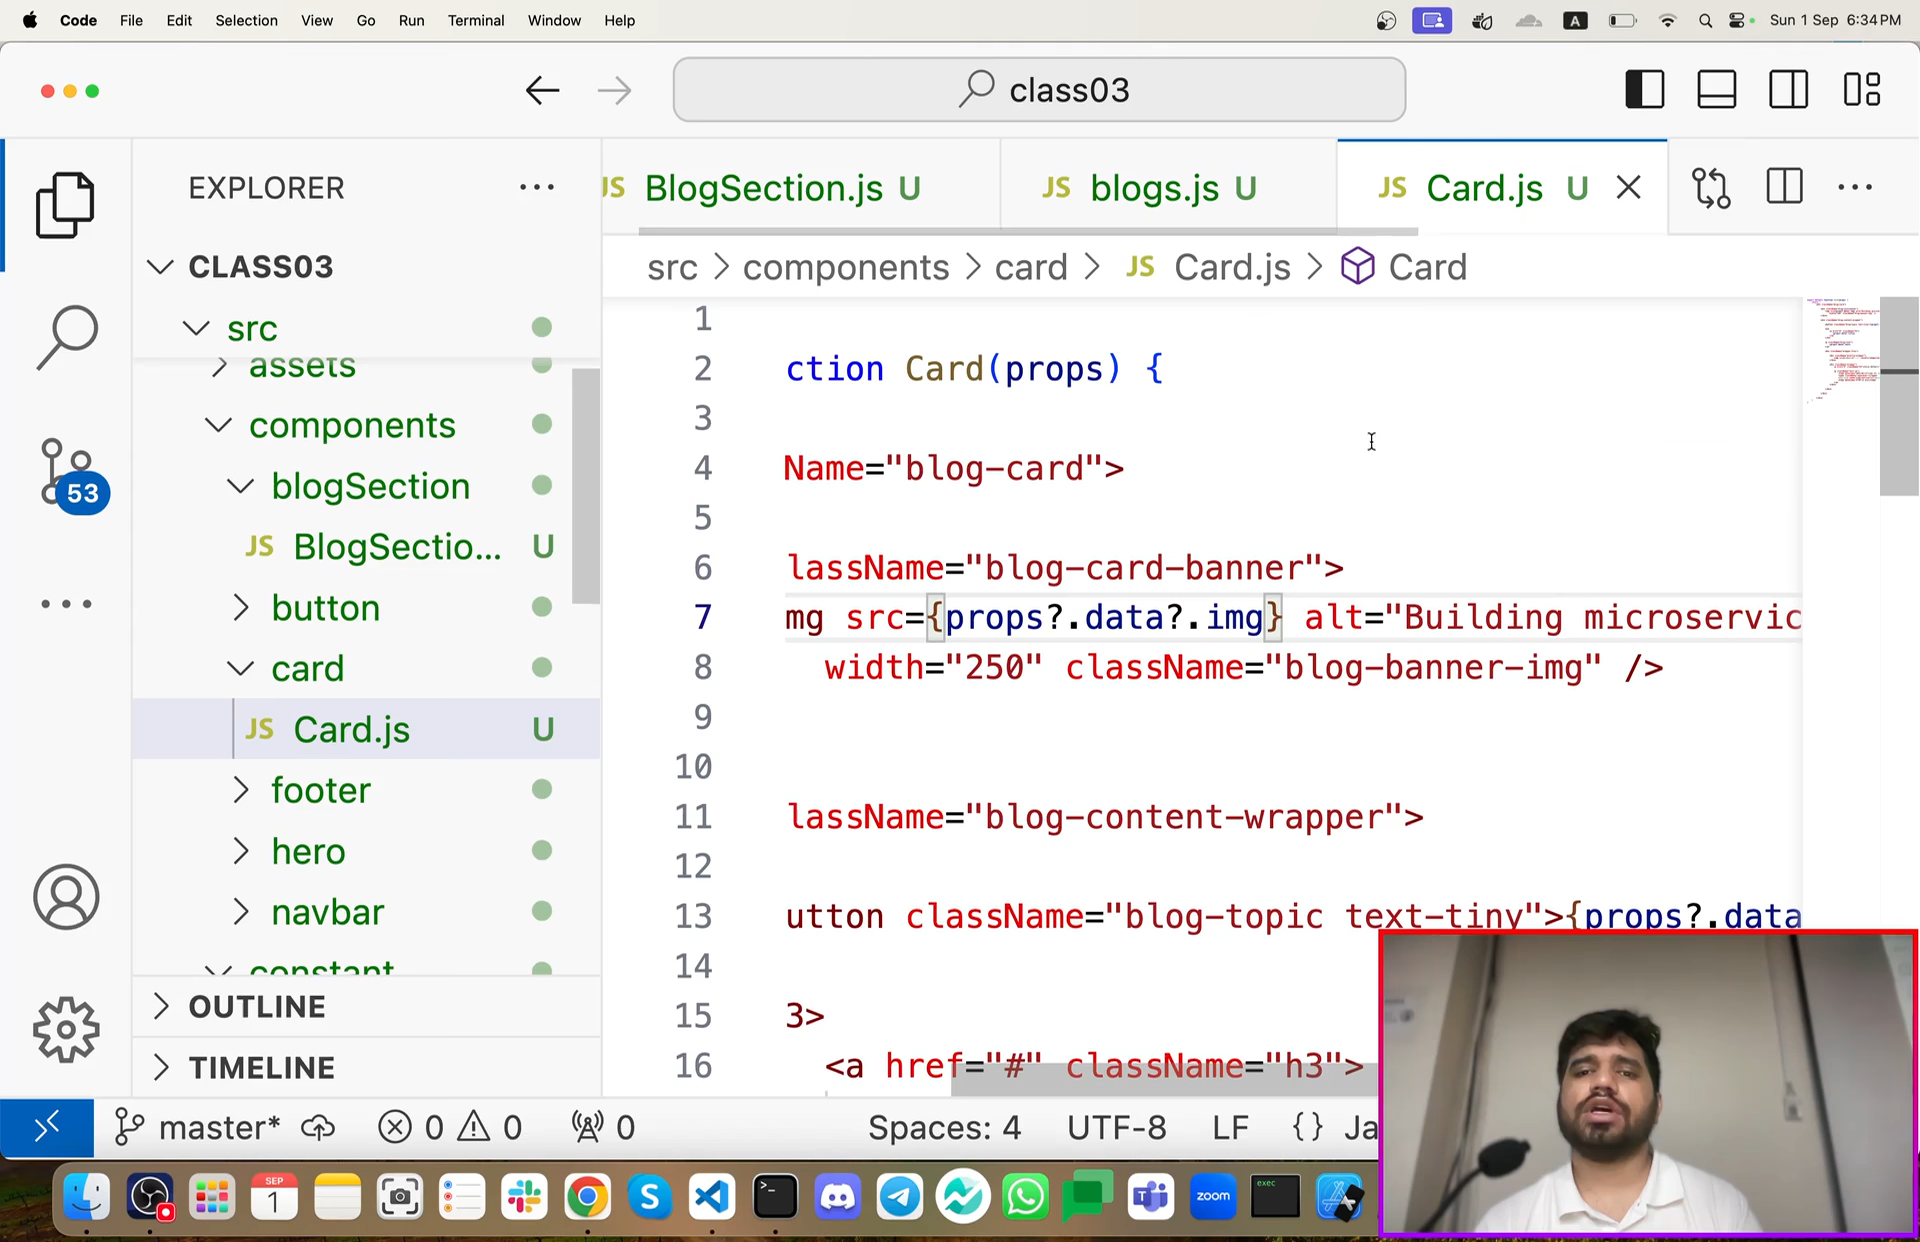 Code File Edit Selection View Go Run Terminal Window Help A Sun 1 Sep 6:34 PM
class03
EXPLORER
JS BlogSection.js U JS blogs.js U JS Card.js U
CLASS03
src > components > card > JS Card.js > Card
src
assets
components
blogSection
JS BlogSectio... U
button
card
JS Card.js U
footer
hero
navbar
constant
OUTLINE
TIMELINE
53
1
2 ction Card(props) {
3
4 Name="blog-card">
5
6 lassName="blog-card-banner">
7 mg src={props?.data?.img} alt="Building microservic
8 width="250" className="blog-banner-img" />
9
10
11 lassName="blog-content-wrapper">
12
13 utton className="blog-topic text-tiny">{props?.data
14
15 3>
16 <a href="#" className="h3">
master* 0 0 0 Spaces: 4 UTF-8 LF {} Ja
SEP
1
S
>_
T
zoom
exec